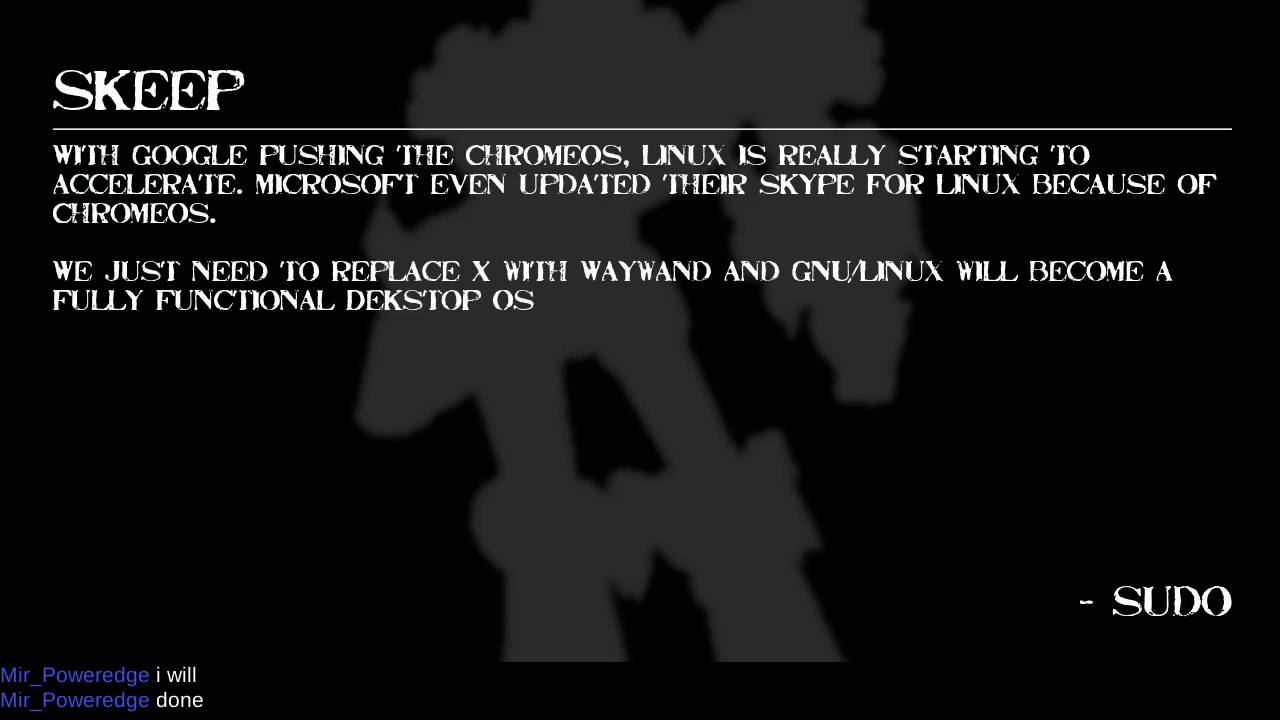 SKEEP
WITH GOOGLE PUSHING THE CHROMEOS, LINUX IS REALLY STARTING TO
ACCELERATE. MICROSOFT EVEN UPDATED THEIR SKYPE FOR LINUX BECAUSE OF
CHROMEOS.
WE JUST NEED TO REPLACE X WITH WAYWAND AND GNU/LINUX WILL BECOME A
FULLY FUNCTIONAL DEKSTOP OS
- SUDO
Mir_Poweredge i will
Mir_Poweredge done